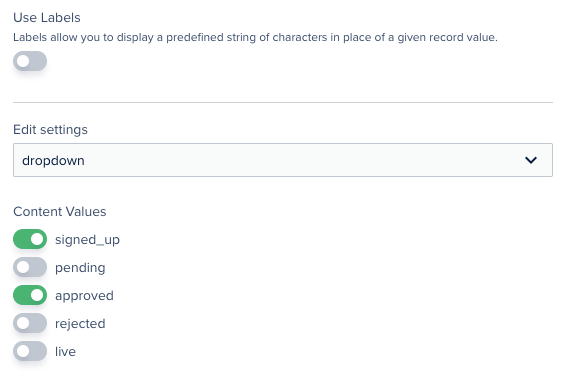 Use Labels
Labels allow you to display a predefined string of characters in place of a given record value.
Edit settings
dropdown
Content Values
signed_up
pending
approved
rejected
live